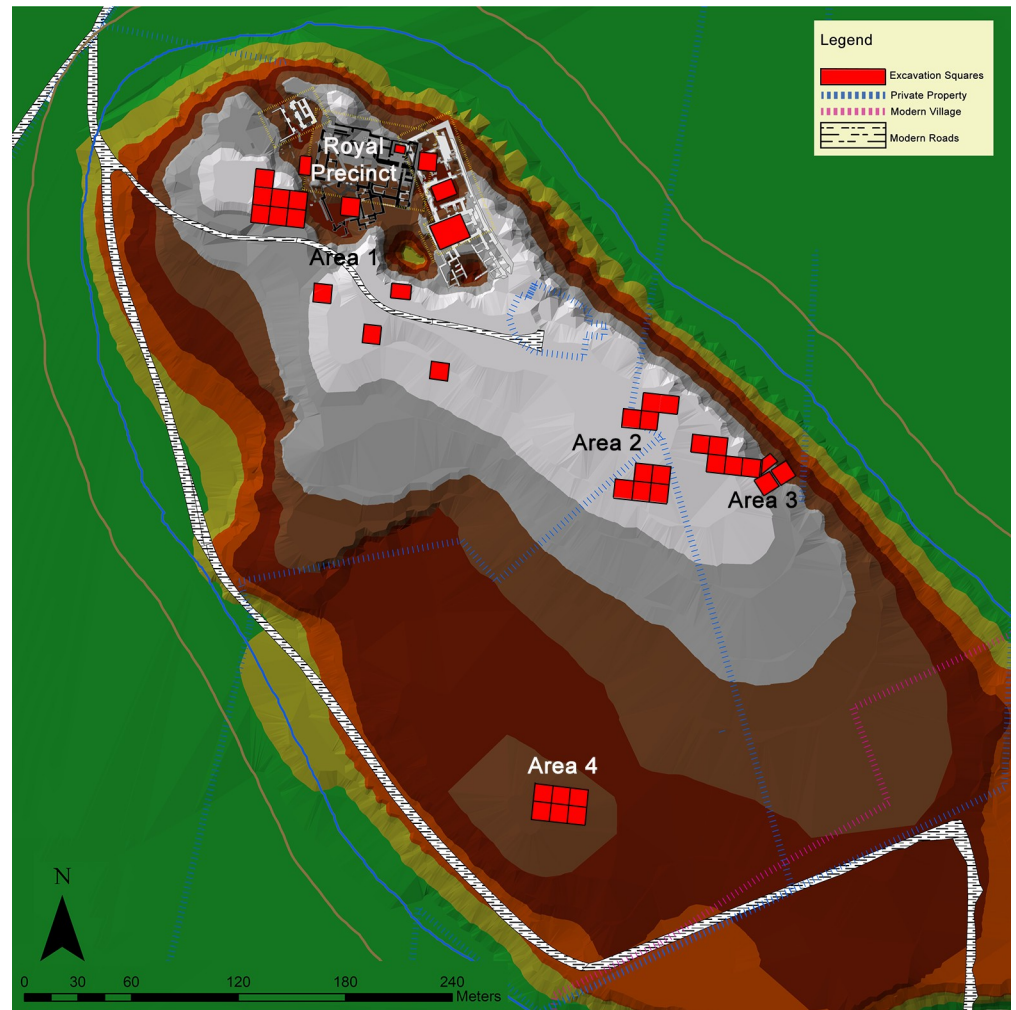 Legend
Excavation Squares
Private Property
Modern Village
Modern Roads
Royal
Precinct
Area 1
Area 2
Area 3
Area 4
N
0 30 60 120 180 240
Meters